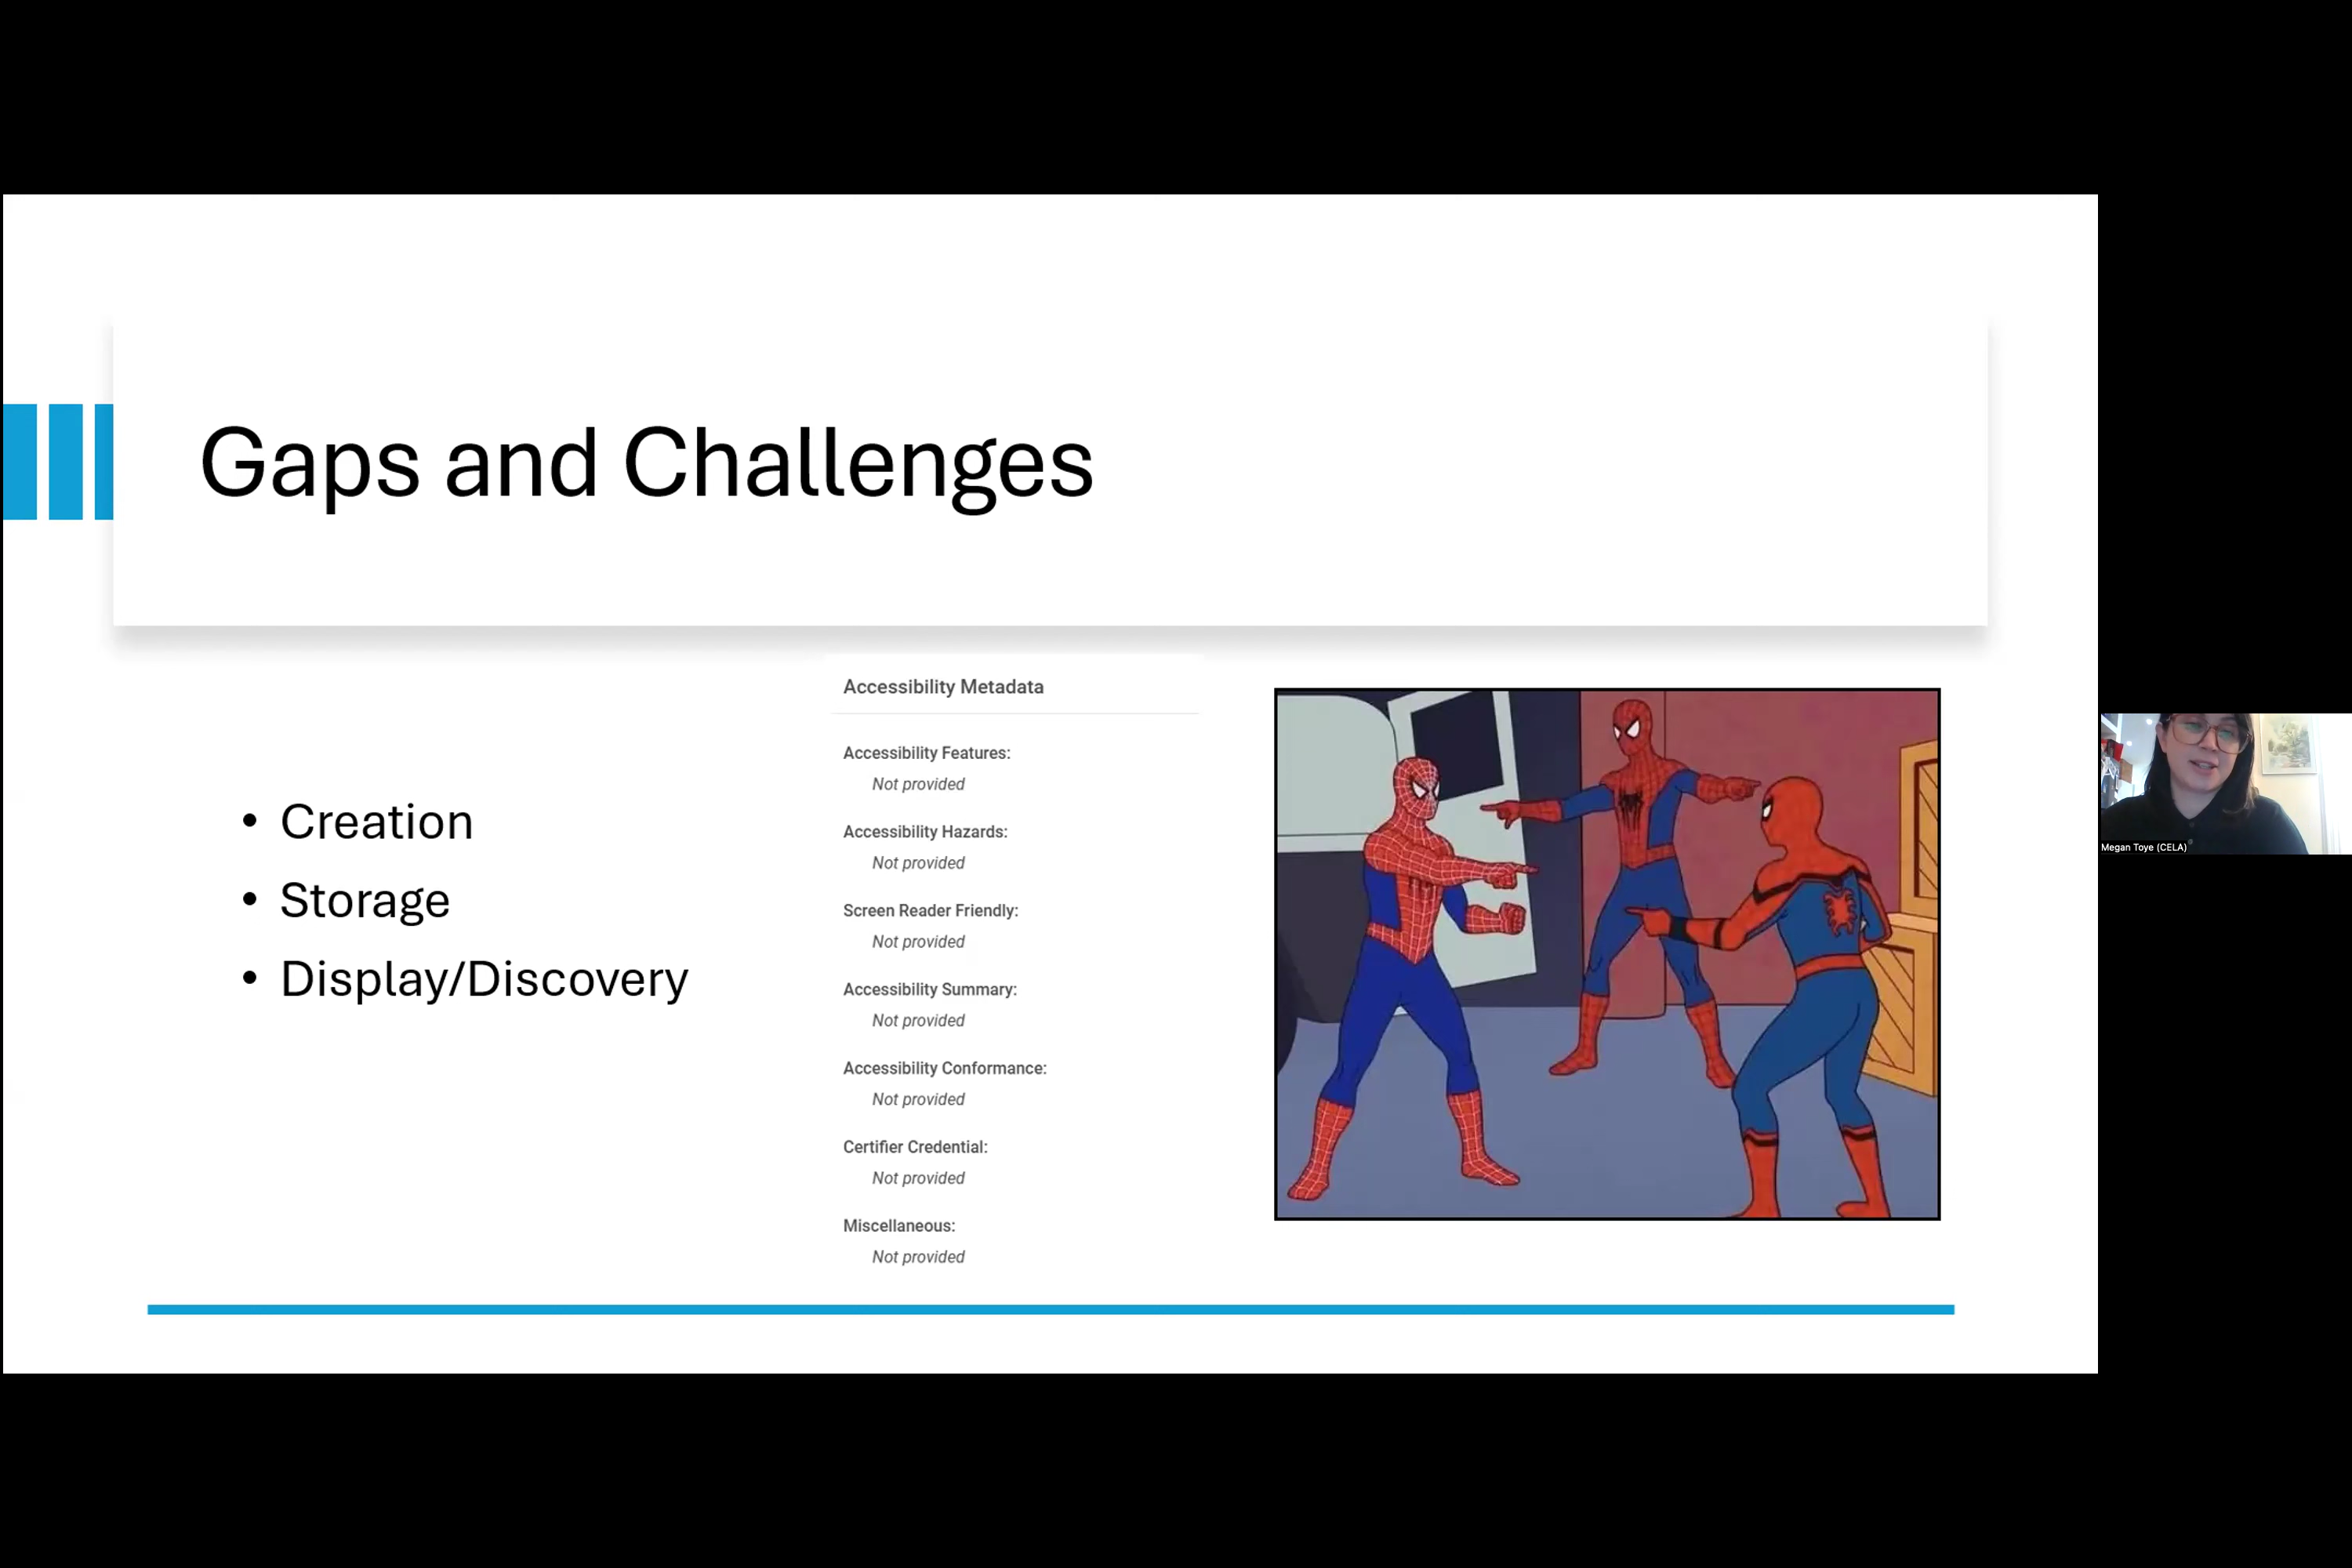 Gaps and Challenges
• Creation
• Storage
• Display/Discovery
Accessibility Metadata
Accessibility Features:
Not provided
Accessibility Hazards:
Not provided
Screen Reader Friendly:
Not provided
Accessibility Summary:
Not provided
Accessibility Conformance:
Not provided
Certifier Credential:
Not provided
Miscellaneous:
Not provided
Megan Toye (CELA)